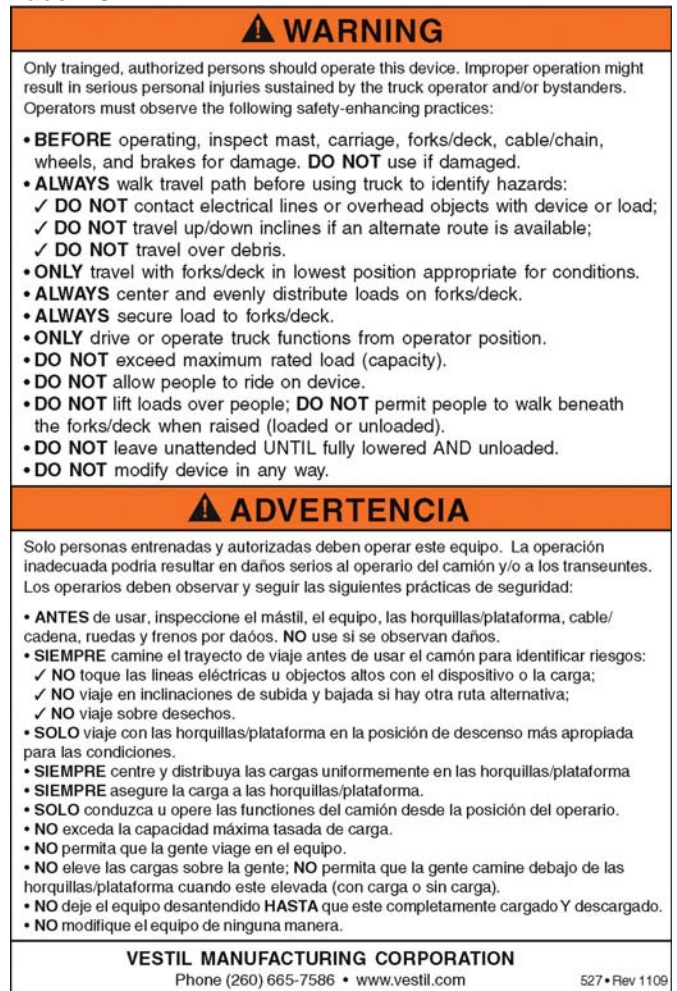 WARNING
Only trainged, authorized persons should operate this device. Improper operation might
result in serious personal injuries sustained by the truck operator and/or bystanders.
Operators must observe the following safety-enhancing practices:
• BEFORE operating, inspect mast, carriage, forks/deck, cable/chain,
wheels, and brakes for damage. DO NOT use if damaged.
• ALWAYS walk travel path before using truck to identify hazards:
✓ DO NOT contact electrical lines or overhead objects with device or load;
✓ DO NOT travel up/down inclines if an alternate route is available;
✓ DO NOT travel over debris.
• ONLY travel with forks/deck in lowest position appropriate for conditions.
• ALWAYS center and evenly distribute loads on forks/deck.
• ALWAYS secure load to forks/deck.
• ONLY drive or operate truck functions from operator position.
• DO NOT exceed maximum rated load (capacity).
• DO NOT allow people to ride on device.
• DO NOT lift loads over people; DO NOT permit people to walk beneath
the forks/deck when raised (loaded or unloaded).
• DO NOT leave unattended UNTIL fully lowered AND unloaded.
• DO NOT modify device in any way.
ADVERTENCIA
Solo personas entrenadas y autorizadas deben operar este equipo. La operación
inadecuada podria resultar en daños serios al operario del camión y/o a los transeuntes.
Los operarios deben observar y seguir las siguientes prácticas de seguridad:
• ANTES de usar, inspeccione el mástil, el equipo, las horquillas/plataforma, cable/
cadena, ruedas y frenos por daóos. NO use si se observan daños.
• SIEMPRE camine el trayecto de viaje antes de usar el camón para identificar riesgos:
✓ NO toque las lineas eléctricas u objectos altos con el dispositivo o la carga;
✓ NO viaje en inclinaciones de subida y bajada si hay otra ruta alternativa;
✓ NO viaje sobre desechos.
• SOLO viaje con las horquillas/plataforma en la posición de descenso más apropiada
para las condiciones.
• SIEMPRE centre y distribuya las cargas uniformemente en las horquillas/plataforma
• SIEMPRE asegure la carga a las horquillas/plataforma.
• SOLO conduzca u opere las functiones del camión desde la posición del operario.
• NO exceda la capacidad máxima tasada de carga.
• NO permita que la gente viage en el equipo.
• NO eleve las cargas sobre la gente; NO permita que la gente camine debajo de las
horquillas/plataforma cuando este elevada (con carga o sin carga).
• NO deje el equipo desantendido HASTA que este completamente cargado Y descargado.
• NO modifique el equipo de ninguna manera.
VESTIL MANUFACTURING CORPORATION
Phone (260) 665-7586 • www.vestil.com 527 • Rev 1109